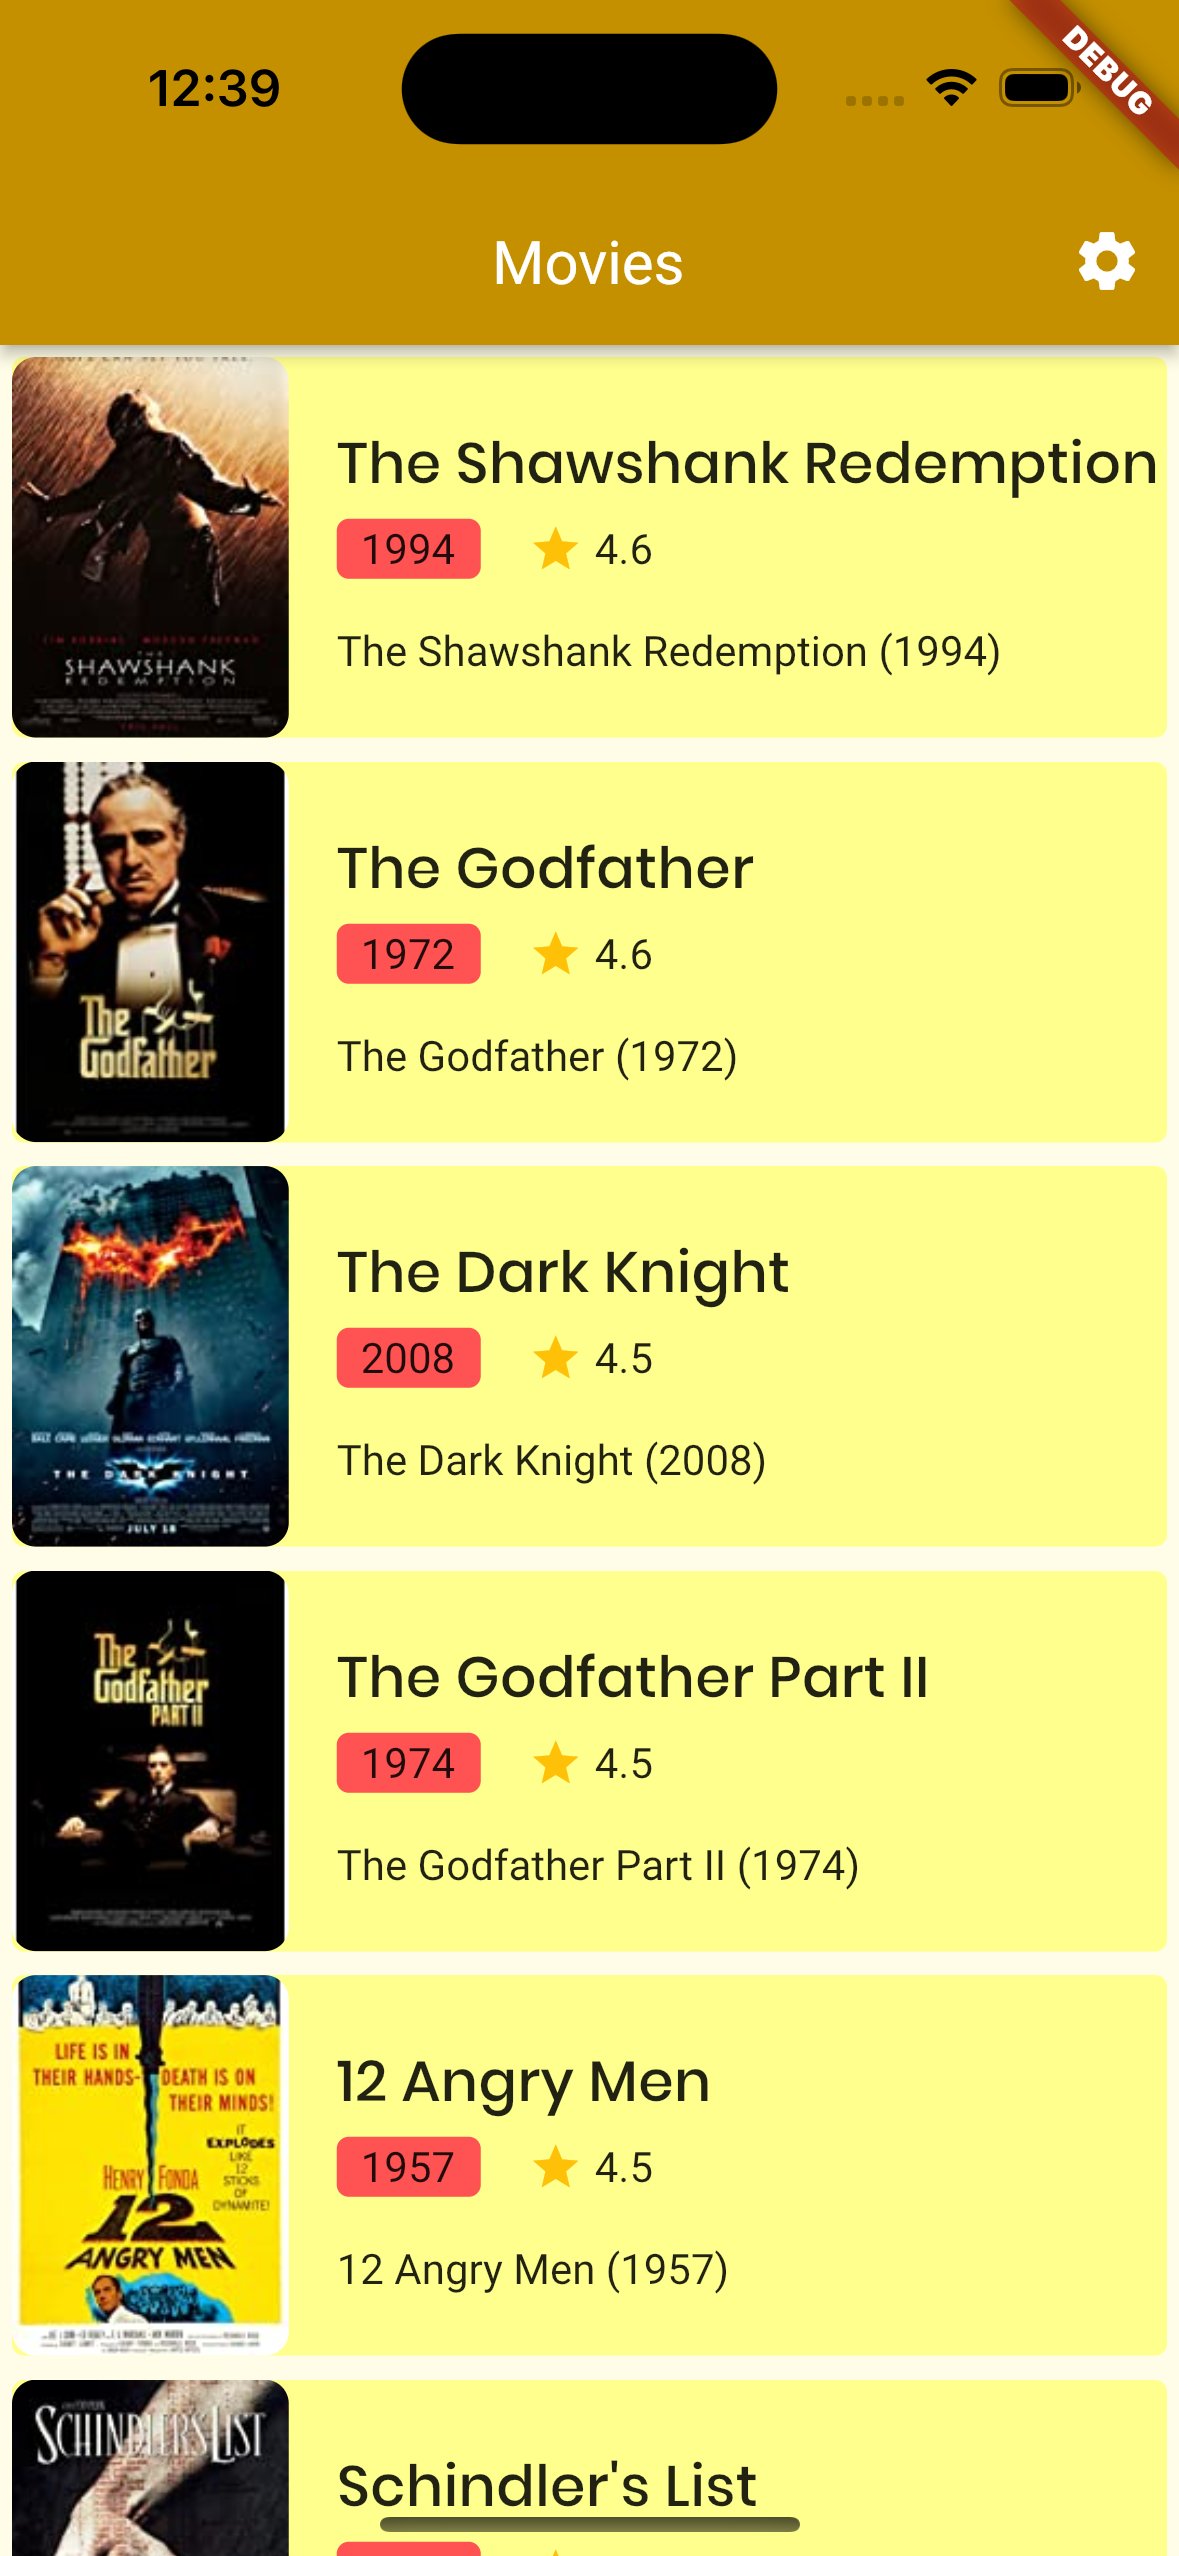 12:39
DEBUG
Movies
SHAWSHANK
REDEMPTION
The Shawshank Redemption
1994
4.6
The Shawshank Redemption (1994)
The
Godfather
The Godfather
1972
4.6
The Godfather (1972)
THE DARK KNIGHT
JULY 18
The Dark Knight
2008
4.5
The Dark Knight (2008)
The
Godfather
PART II
The Godfather Part II
1974
4.5
The Godfather Part II (1974)
LIFE IS IN
THEIR HANDS-
DEATH IS ON
THEIR MINDS!
IT
EXPLODES
LIKE
12
STICKS
OF
DYNAMITE!
HENRY FONDA
12
ANGRY MEN
12 Angry Men
1957
4.5
12 Angry Men (1957)
SCHINDLER'S LIST
Schindler's List